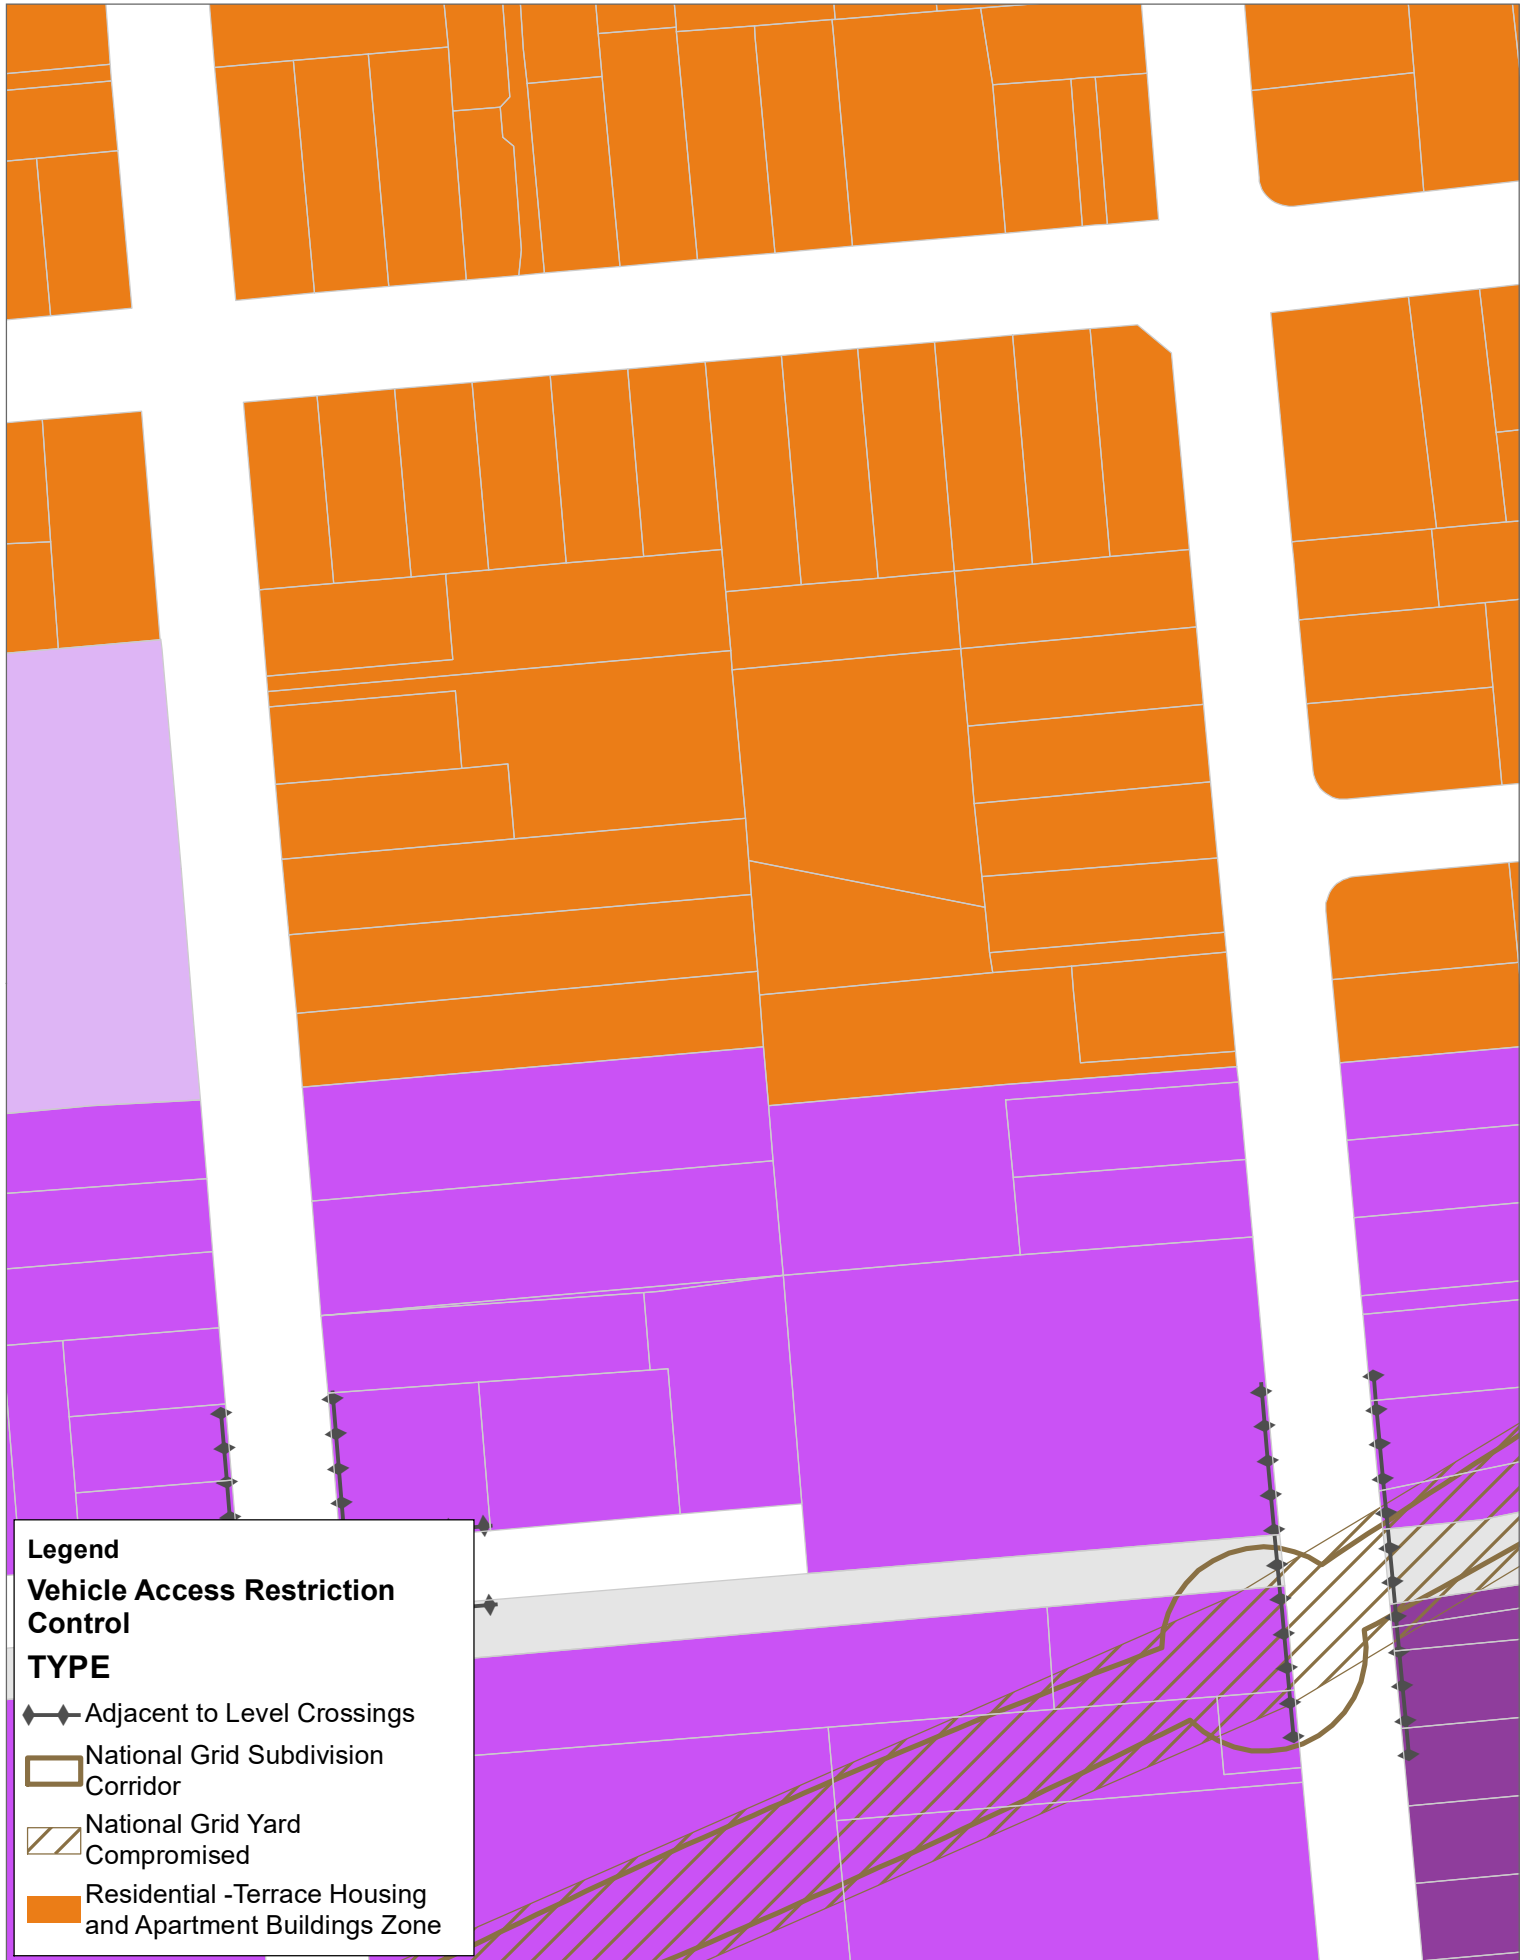 Legend
Vehicle Access Restriction
Control
TYPE
Adjacent to Level Crossings
National Grid Subdivision
Corridor
National Grid Yard
Compromised
Residential -Terrace Housing
and Apartment Buildings Zone